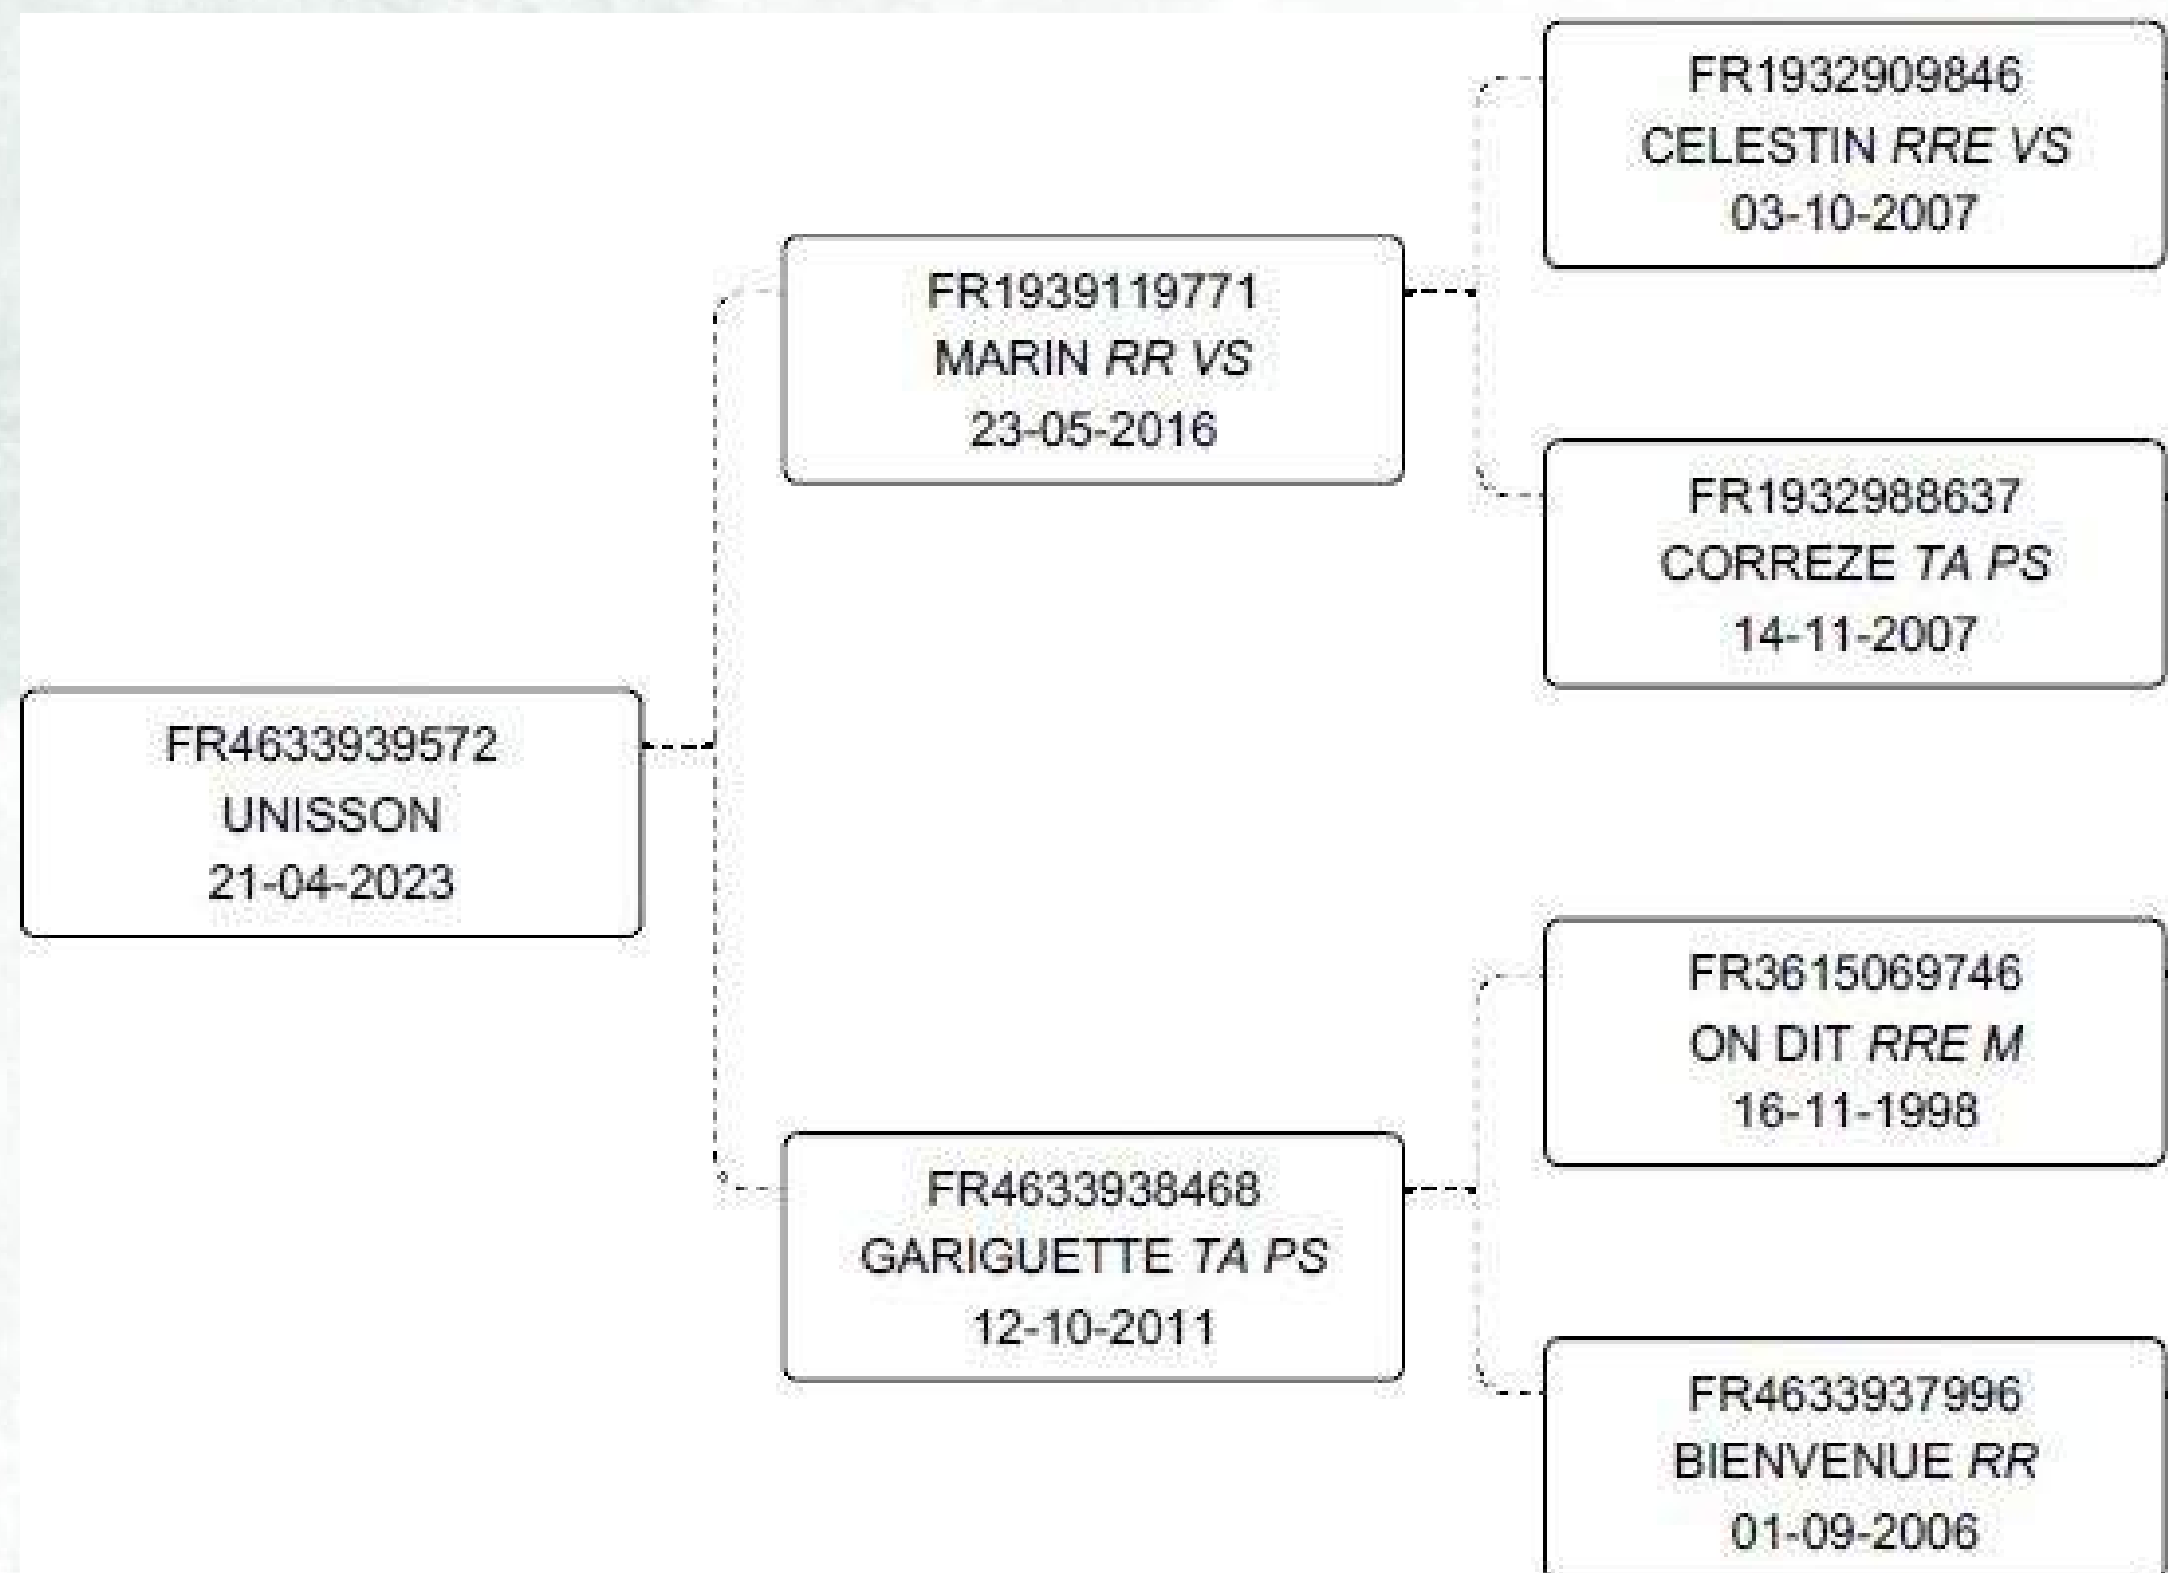 FR1932909846
CELESTIN RRE VS
03-10-2007
FR1939119771
MARIN RR VS
23-05-2016
FR1932988637
CORREZE TA PS
14-11-2007
FR4633939572
UNISSON
21-04-2023
FR3615069746
ON DIT RRE M
16-11-1998
FR4633938468
GARIGUETTE TA PS
12-10-2011
FR4633937996
BIENVENUE RR
01-09-2006